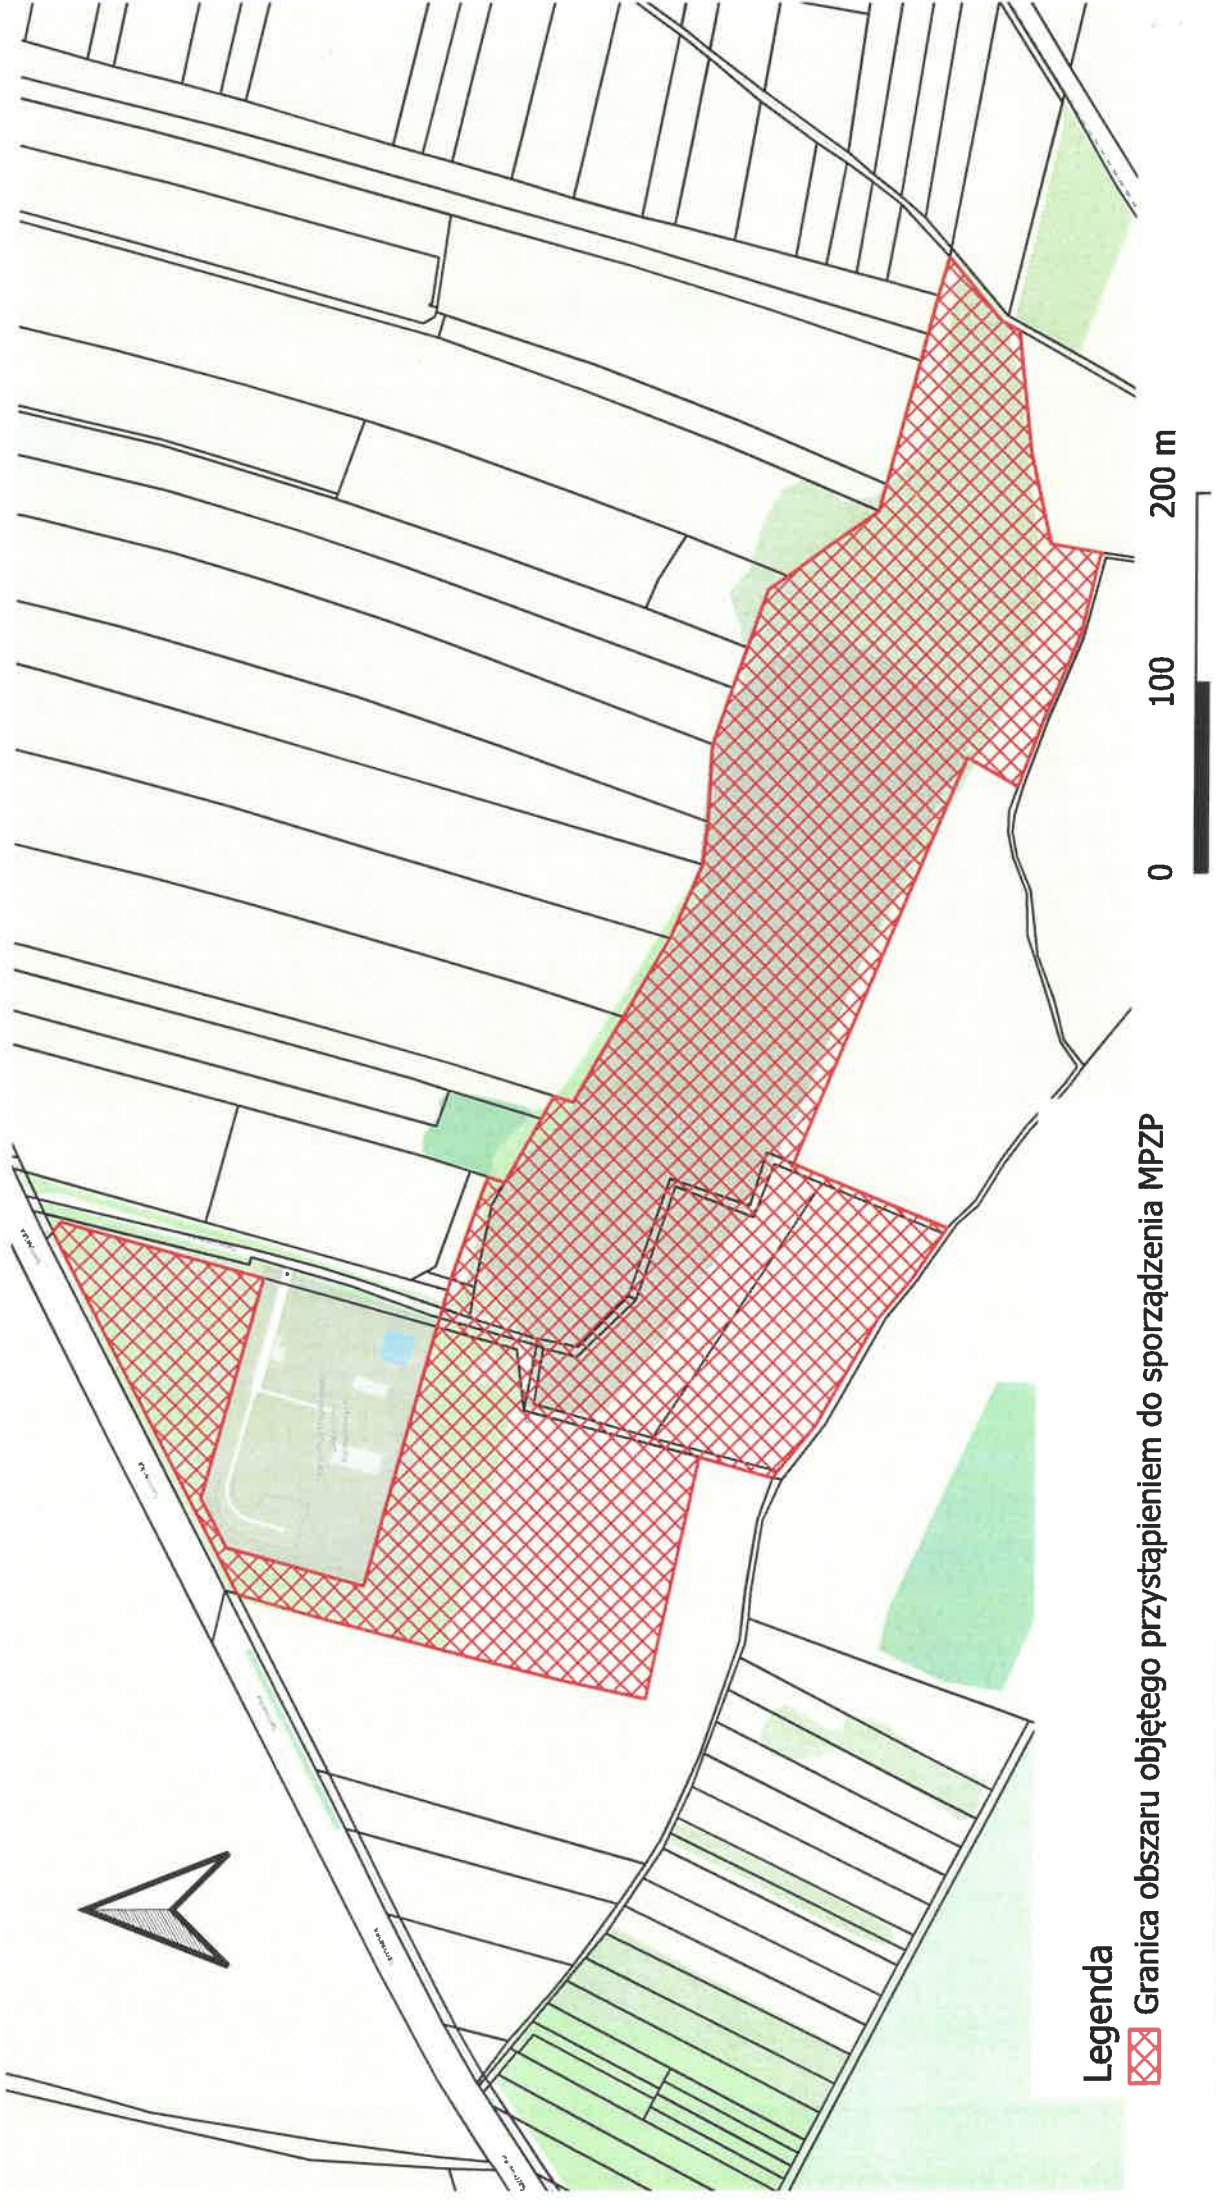 Legenda
Granica obszaru objętego przystąpieniem do sporządzenia MPZP
0 100 200 m